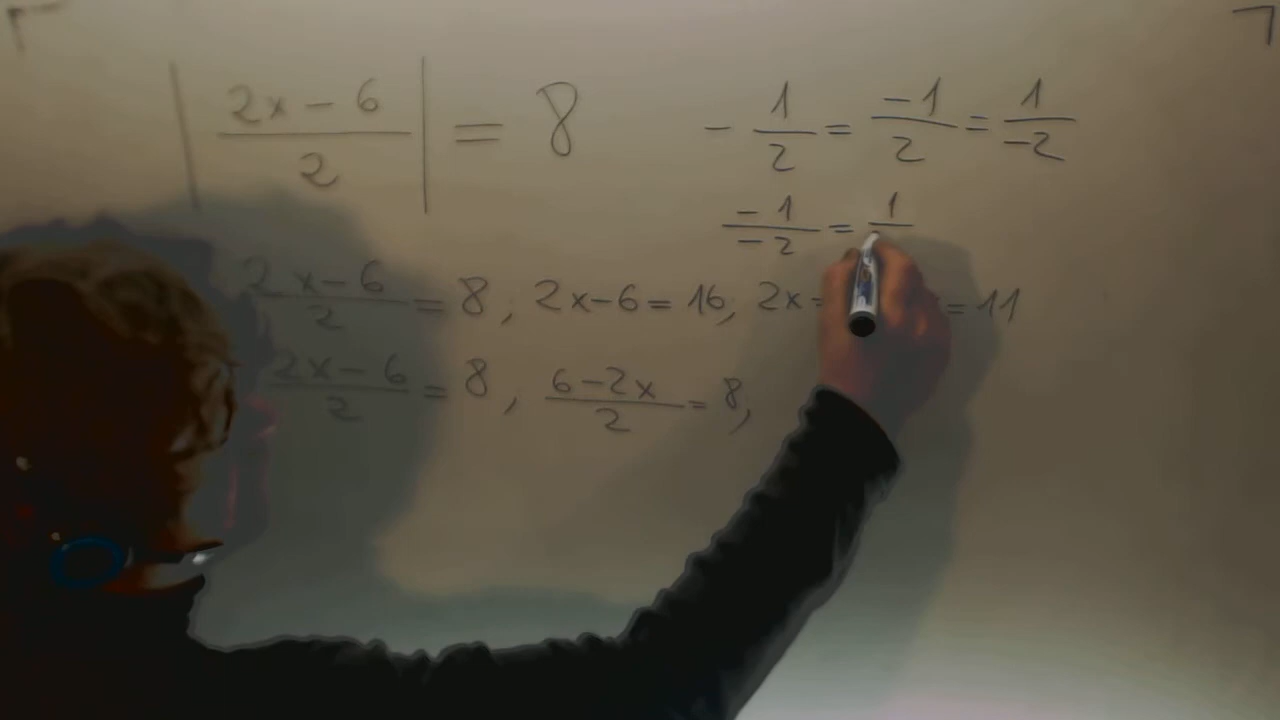 |(2x - 6)/2| = 8
- 1/2 = -1/2 = 1/-2
-1/-2 = 1/
2x-6/2 = 8, 2x-6 = 16, 2x = = 11
2x-6/2 = 8, 6-2x/2 = 8,